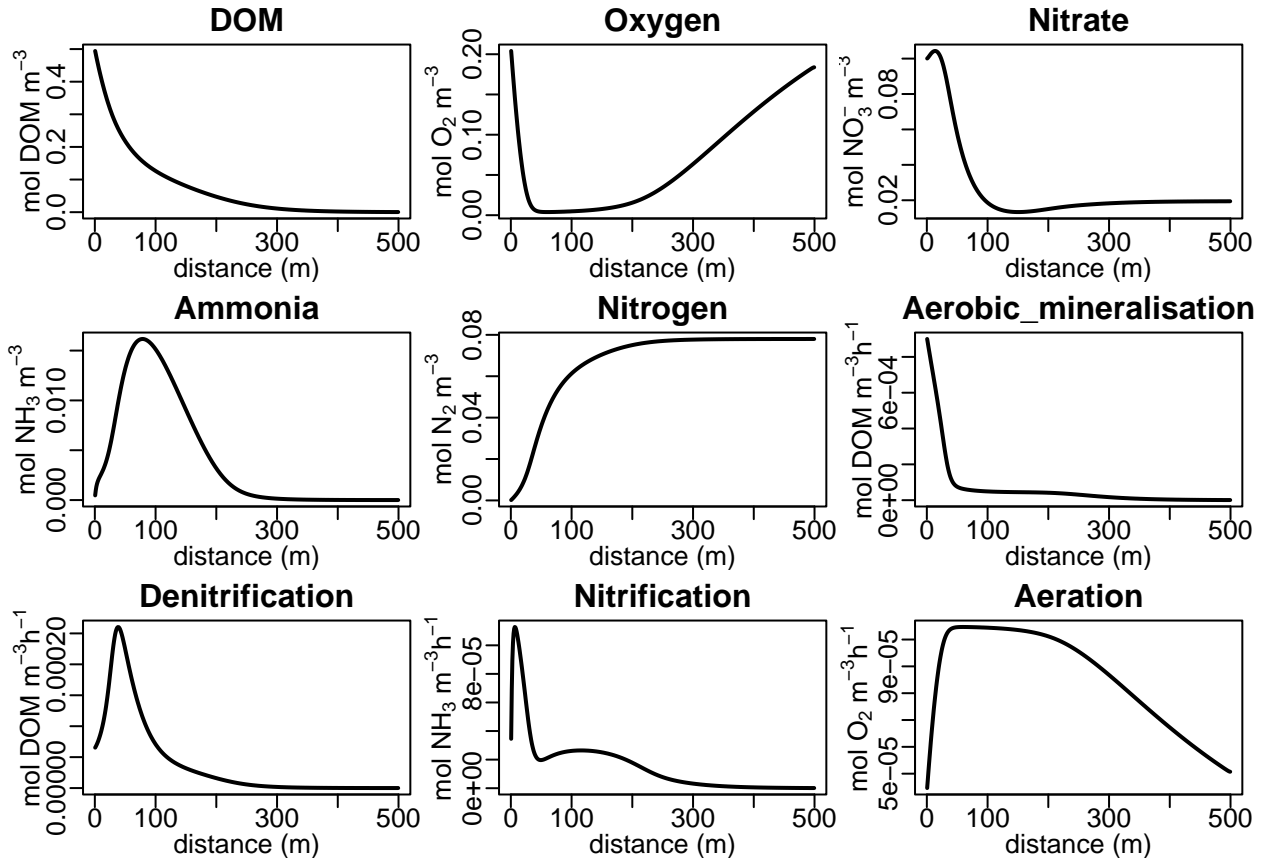 DOM
mol DOM m⁻³
0.0 0.2 0.4
0 100 300 500
distance (m)
Oxygen
mol O₂ m⁻³
0.00 0.10 0.20
0 100 300 500
distance (m)
Nitrate
mol NO₃⁻ m⁻³
0.02 0.08
0 100 300 500
distance (m)
Ammonia
mol NH₃ m⁻³
0.000 0.010
0 100 300 500
distance (m)
Nitrogen
mol N₂ m⁻³
0.00 0.04 0.08
0 100 300 500
distance (m)
Aerobic_mineralisation
mol DOM m⁻³h⁻¹
0e+00 6e−04
0 100 300 500
distance (m)
Denitrification
mol DOM m⁻³h⁻¹
0.00000 0.00020
0 100 300 500
distance (m)
Nitrification
mol NH₃ m⁻³h⁻¹
0e+00 8e−05
0 100 300 500
distance (m)
Aeration
mol O₂ m⁻³h⁻¹
5e−05 9e−05
0 100 300 500
distance (m)